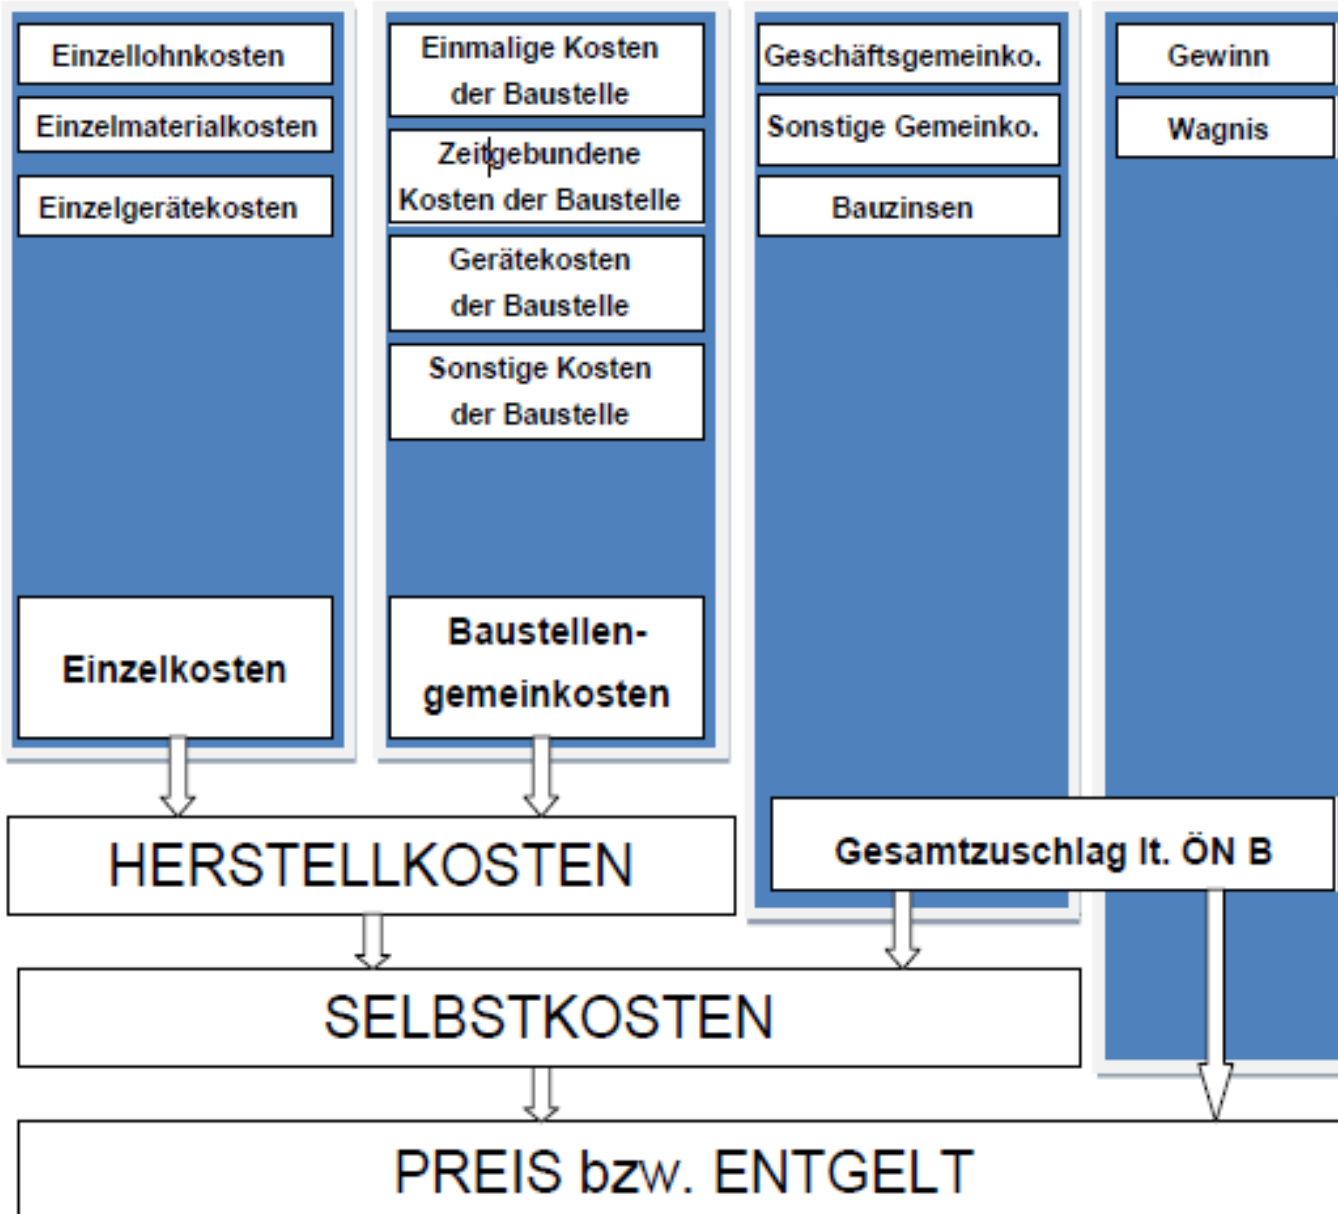 Einzellohnkosten
Einzelmaterialkosten
Einzelgerätekosten
Einzelkosten
Einmalige Kosten
der Baustelle
Zeitgebundene
Kosten der Baustelle
Gerätekosten
der Baustelle
Sonstige Kosten
der Baustelle
Baustellen-
gemeinkosten
Geschäftsgemeinko.
Sonstige Gemeinko.
Bauzinsen
Gewinn
Wagnis
Gesamtzuschlag lt. ÖN B
HERSTELLKOSTEN
SELBSTKOSTEN
PREIS bzw. ENTGELT